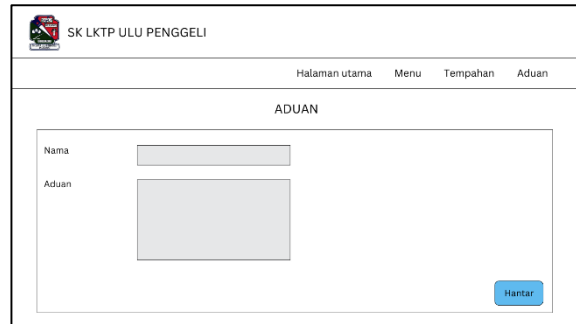 SK LKTP ULU PENGGELI
Halaman utama Menu Tempahan Aduan
ADUAN
Nama
Aduan
Hantar